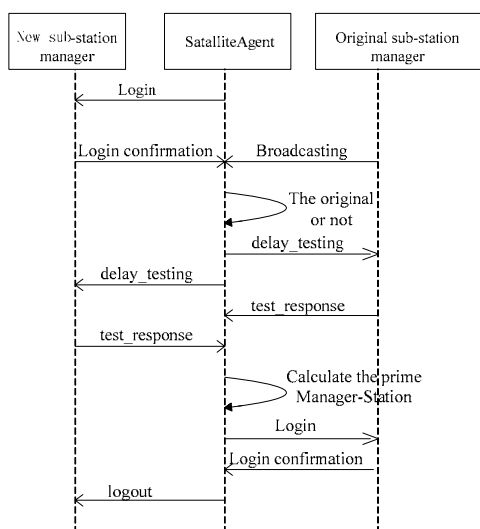 New sub-station
manager
SatalliteAgent
Original sub-station
manager
Login
Login confirmation
Broadcasting
The original
or not
delay_testing
delay_testing
test_response
test_response
Calculate the prime
Manager-Station
Login
Login confirmation
logout